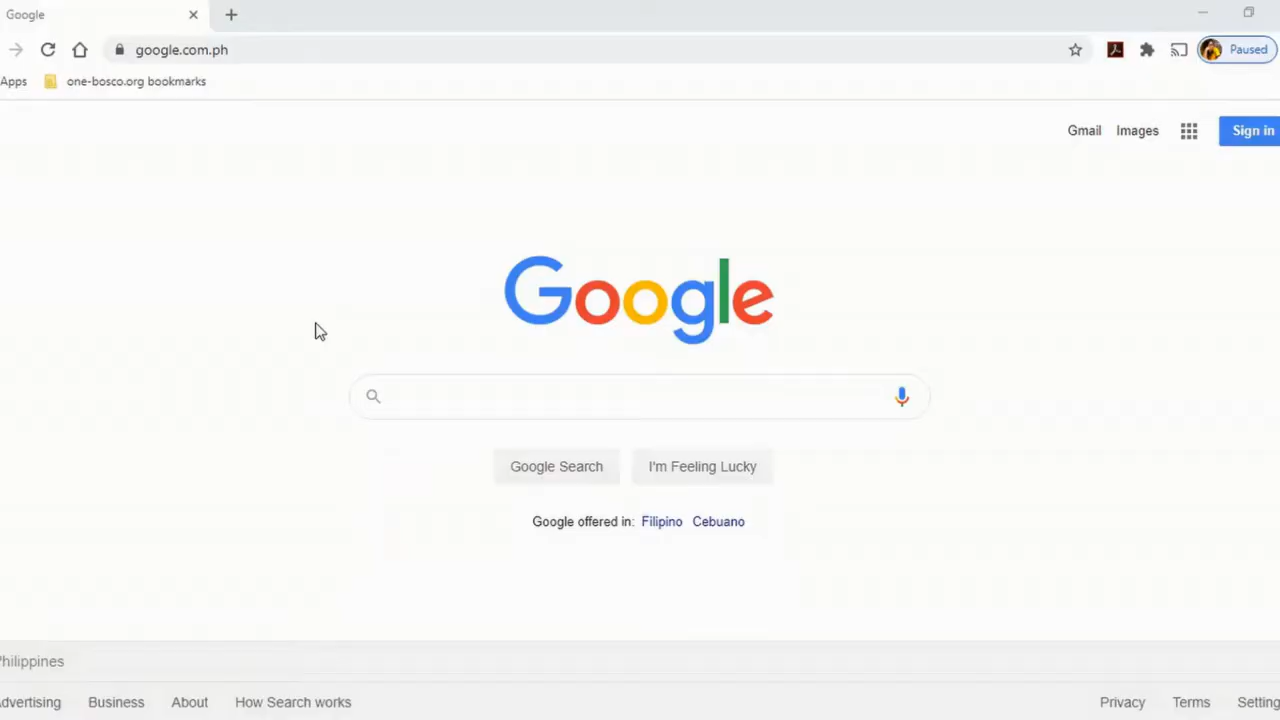 Google
google.com.ph
Paused
Apps
one-bosco.org bookmarks
Gmail Images Sign in
Google
Google Search I'm Feeling Lucky
Google offered in: Filipino Cebuano
Philippines
Advertising Business About How Search works Privacy Terms Setting